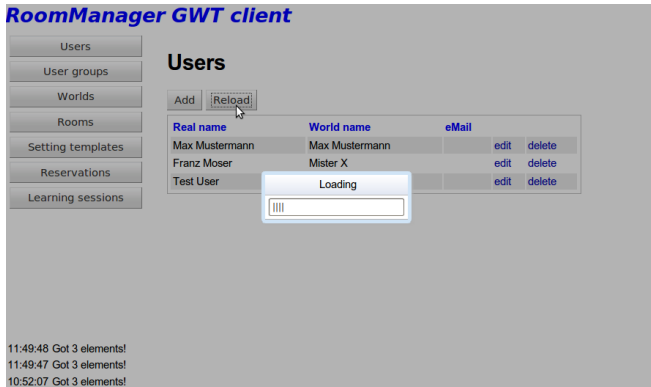 RoomManager GWT client
Users
User groups
Worlds
Rooms
Setting templates
Reservations
Learning sessions
Users
Add Reload
Real name World name eMail
Max Mustermann Max Mustermann edit delete
Franz Moser Mister X edit delete
Test User edit delete
Loading
||||
11:49:48 Got 3 elements!
11:49:47 Got 3 elements!
10:52:07 Got 3 elements!